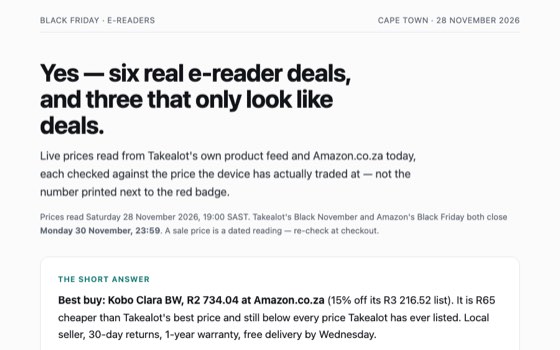 BLACK FRIDAY · E-READERS
CAPE TOWN · 28 NOVEMBER 2026
Yes — six real e-reader deals,
and three that only look like
deals.
Live prices read from Takealot's own product feed and Amazon.co.za today,
each checked against the price the device has actually traded at — not the
number printed next to the red badge.
Prices read Saturday 28 November 2026, 19:00 SAST. Takealot's Black November and Amazon's Black Friday both close
Monday 30 November, 23:59. A sale price is a dated reading — re-check at checkout.
THE SHORT ANSWER
Best buy: Kobo Clara BW, R2 734.04 at Amazon.co.za (15% off its R3 216.52 list). It is R65
cheaper than Takealot's best price and still below every price Takealot has ever listed. Local
seller, 30-day returns, 1-year warranty, free delivery by Wednesday.